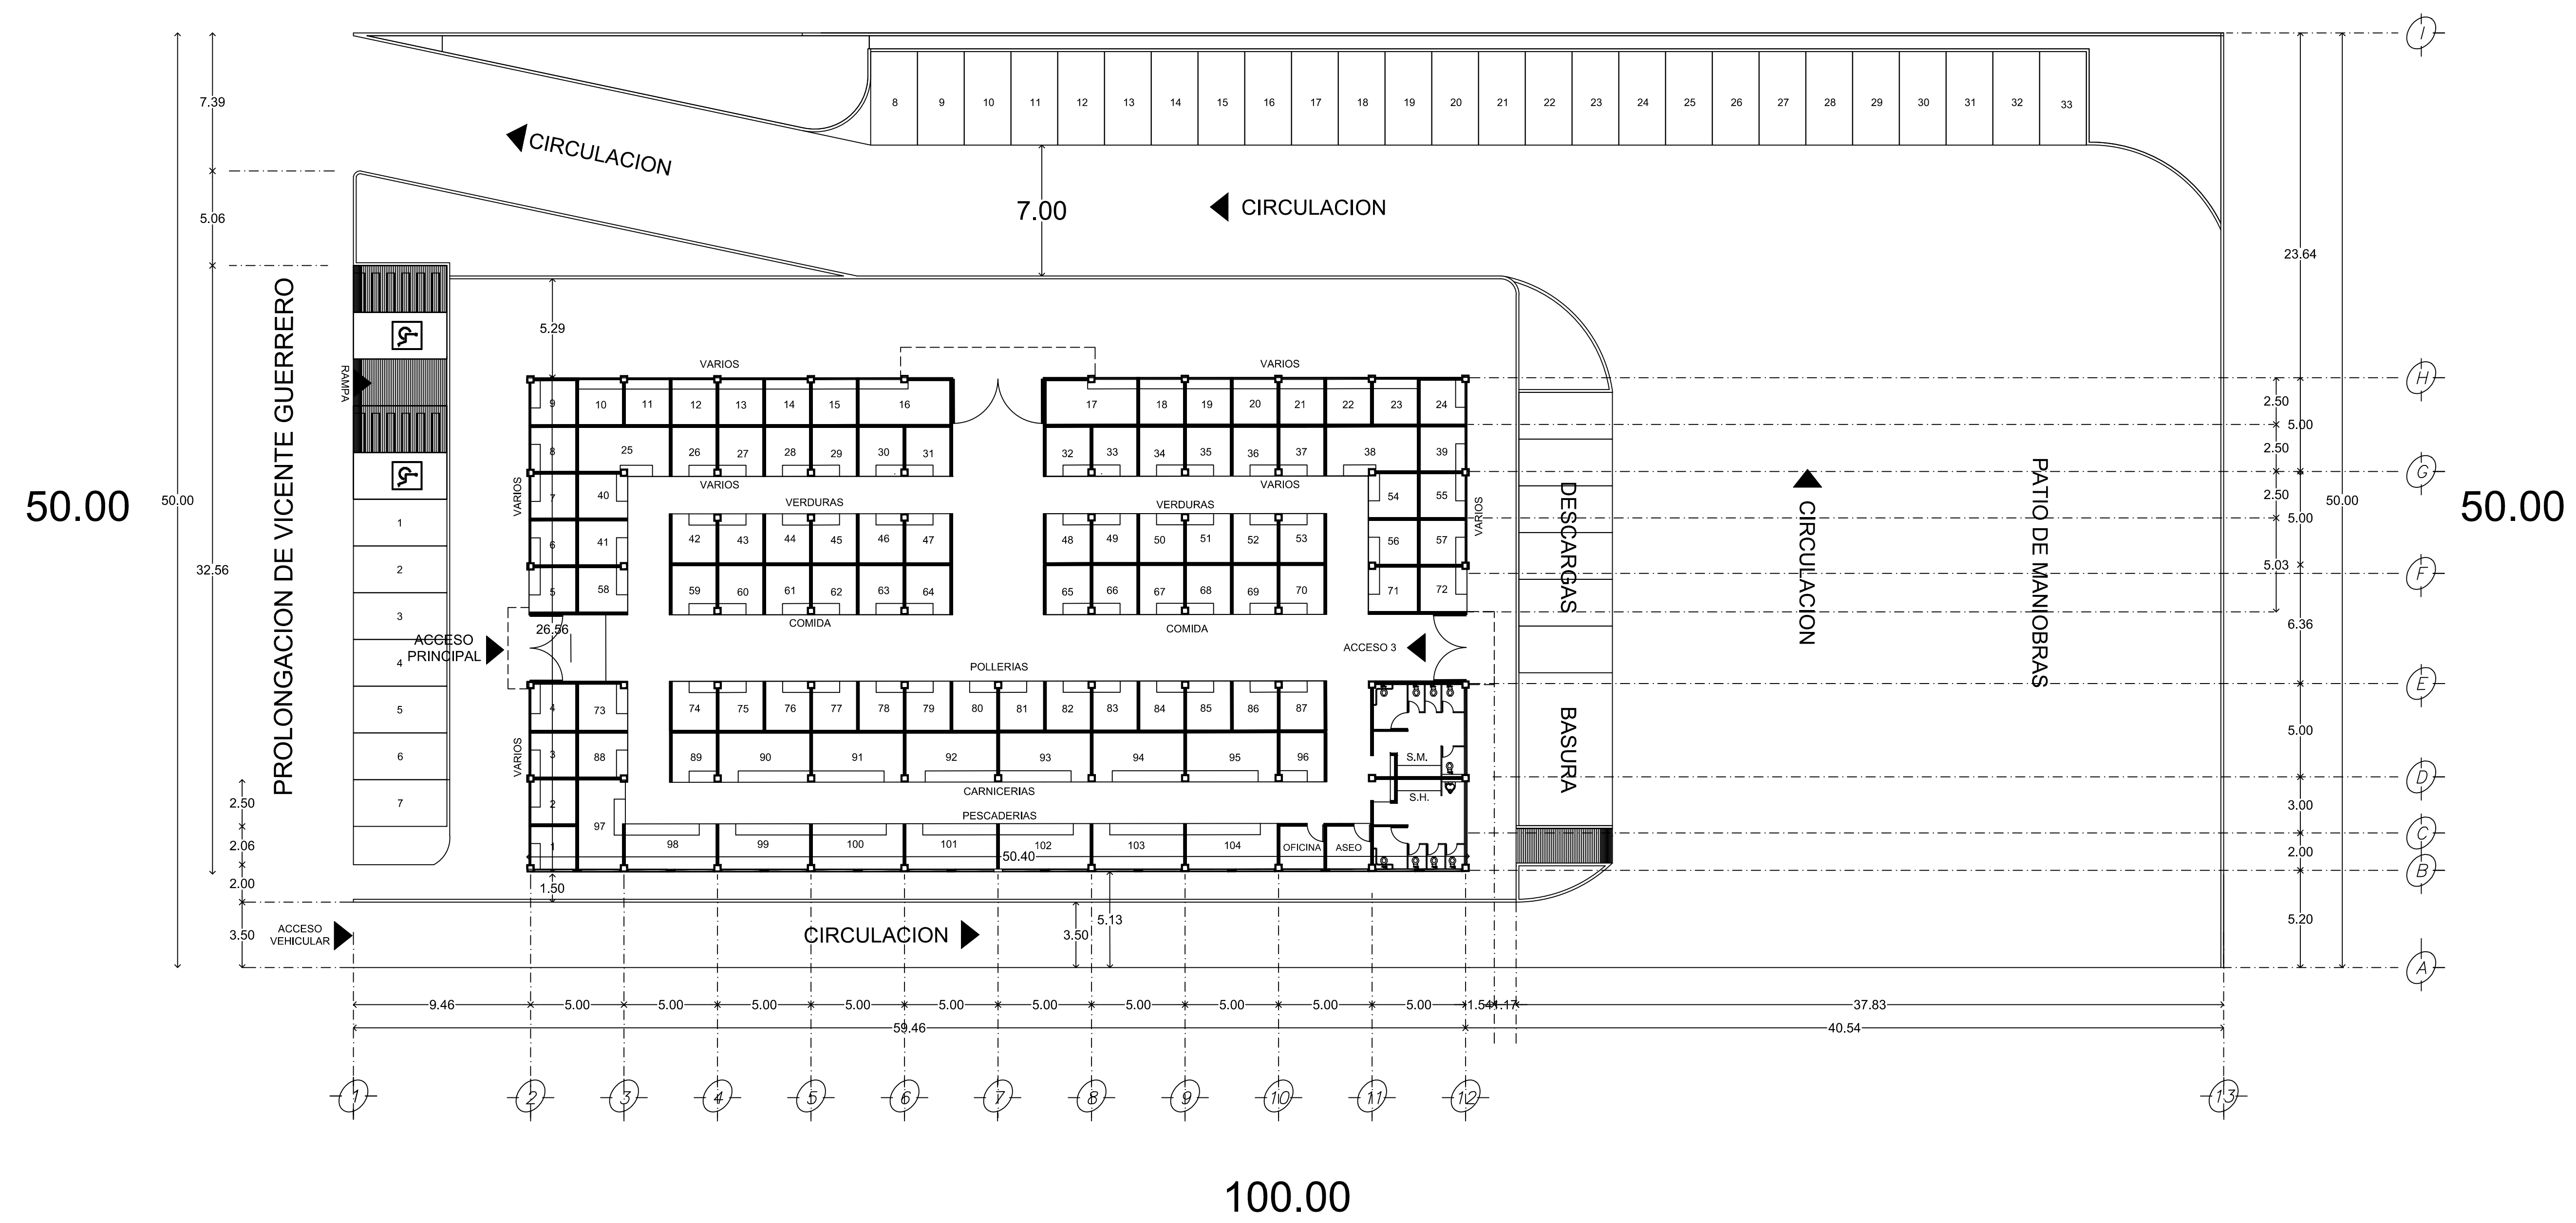 7.39
CIRCULACION
8 9 10 11 12 13 14 15 16 17 18 19 20 21 22 23 24 25 26 27 28 29 30 31 32 33
I
5.06
7.00
CIRCULACION
23.64
PROLONGACION DE VICENTE GUERRERO
RAMPA
5.29
VARIOS
VARIOS
H
9 10 11 12 13 14 15 16
17 18 19 20 21 22 23 24
2.50
5.00
8 25 26 27 28 29 30 31
32 33 34 35 36 37 38 39
2.50
G
VARIOS
VARIOS
VARIOS
VARIOS
VERDURAS
VERDURAS
7 40
54 55
2.50
5.00
50.00
50.00
50.00
50.00
42 43 44 45 46 47
48 49 50 51 52 53
6 41
56 57
5.03
F
5 58
59 60 61 62 63 64
65 66 67 68 69 70
71 72
COMIDA
COMIDA
32.56
1
2
3
4
5
6
7
DESCARGAS
CIRCULACION
PATIO DE MANIOBRAS
6.36
26.56
ACCESO
PRINCIPAL
ACCESO 3
POLLERIAS
E
4 73
74 75 76 77 78 79 80 81 82 83 84 85 86 87
VARIOS
3 88
89 90 91 92 93 94 95 96
S.M.
S.H.
BASURA
5.00
D
CARNICERIAS
PESCADERIAS
2 97
1 98 99 100 101 102 103 104
OFICINA
ASEO
50.40
2.50
2.06
2.00
3.50
3.00
C
2.00
B
1.50
5.13
3.50
5.20
ACCESO
VEHICULAR
CIRCULACION
A
9.46 5.00 5.00 5.00 5.00 5.00 5.00 5.00 5.00 5.00 5.00 1.54 1.17 37.83
59.46 40.54
1 2 3 4 5 6 7 8 9 10 11 12 13
100.00